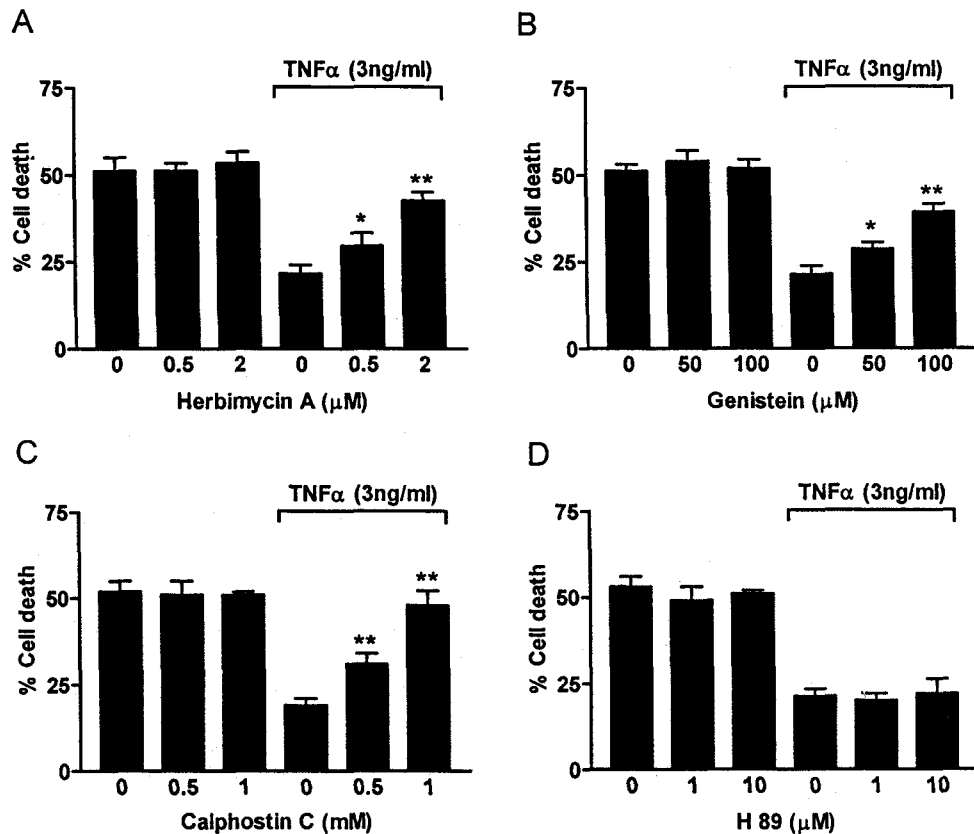 A
TNFα (3ng/ml)
75
50
25
0
% Cell death
*
**
0 0.5 2 0 0.5 2
Herbimycin A (μM)
B
TNFα (3ng/ml)
75
50
25
0
% Cell death
*
**
0 50 100 0 50 100
Genistein (μM)
C
TNFα (3ng/ml)
75
50
25
0
% Cell death
**
**
0 0.5 1 0 0.5 1
Calphostin C (mM)
D
TNFα (3ng/ml)
75
50
25
0
% Cell death
0 1 10 0 1 10
H 89 (μM)